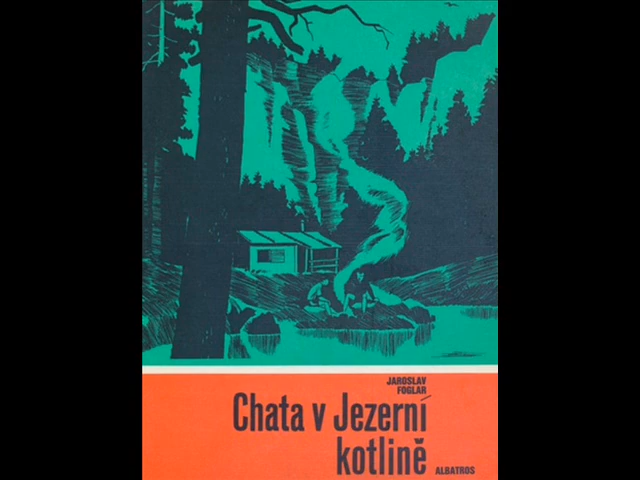 JAROSLAV
FOGLAR
Chata v Jezerní
kotlině
ALBATROS